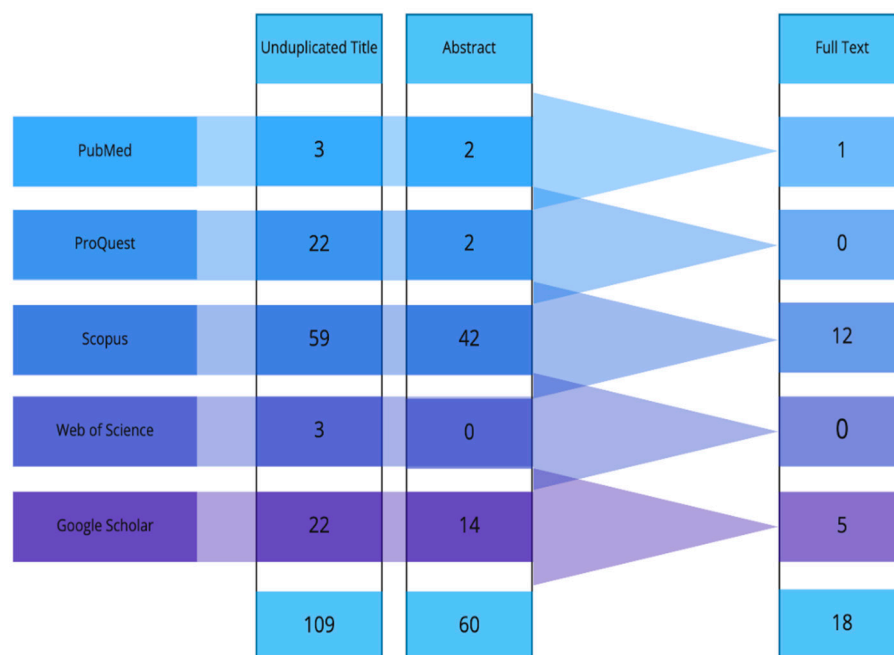 Unduplicated Title Abstract Full Text
PubMed 3 2 1
ProQuest 22 2 0
Scopus 59 42 12
Web of Science 3 0 0
Google Scholar 22 14 5
109 60 18